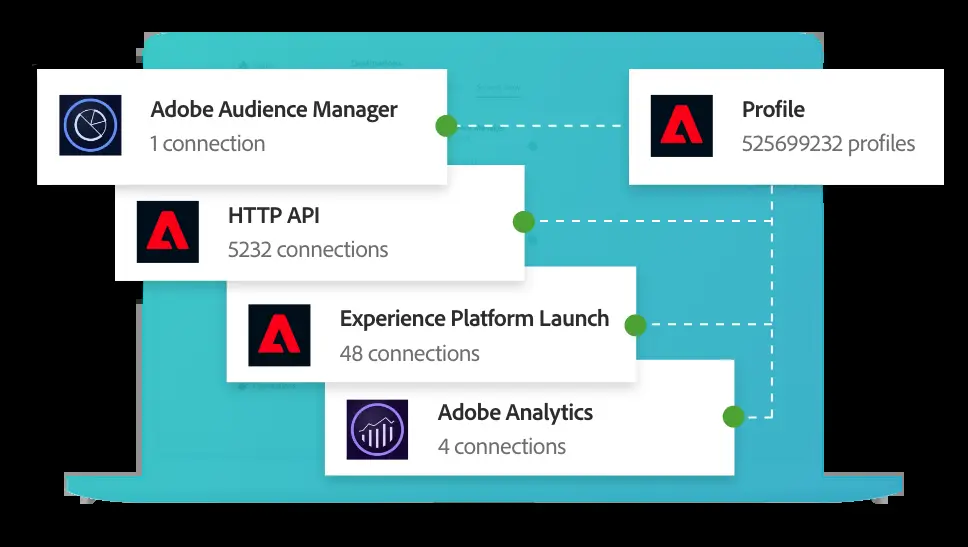 Adobe Audience Manager
1 connection
Profile
525699232 profiles
HTTP API
5232 connections
Experience Platform Launch
48 connections
Adobe Analytics
4 connections